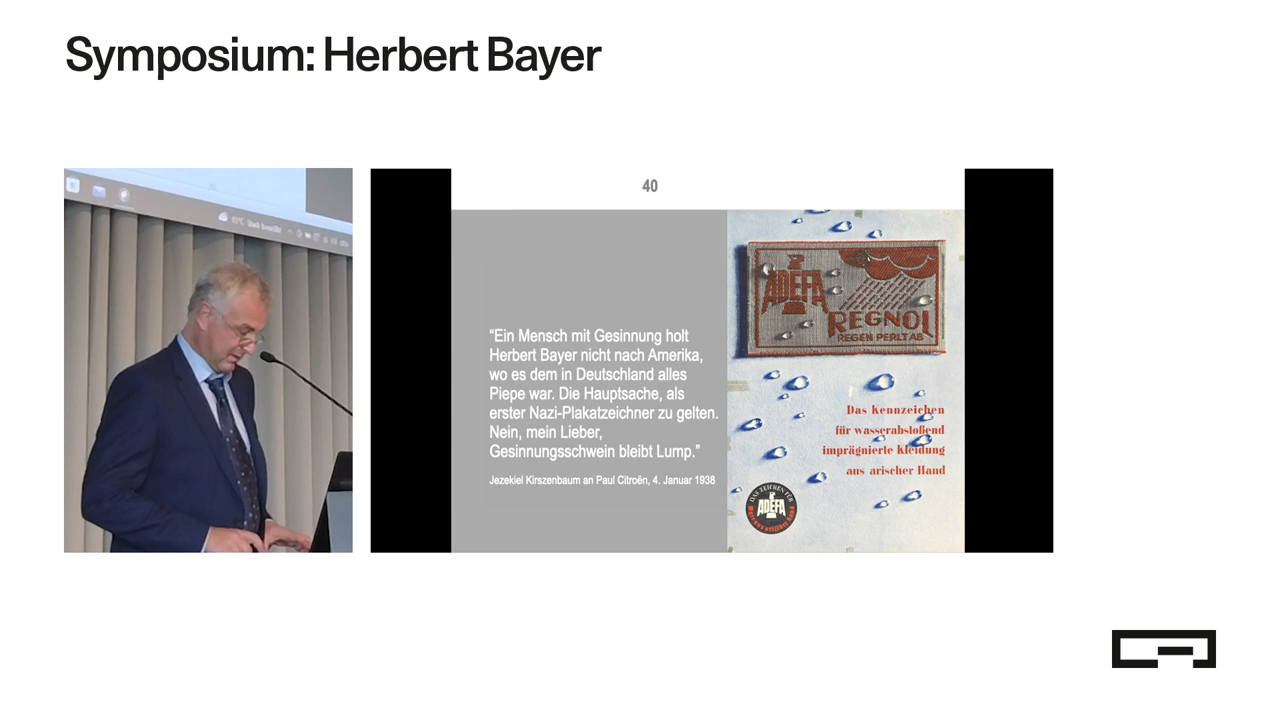 Symposium: Herbert Bayer
40
“Ein Mensch mit Gesinnung holt
Herbert Bayer nicht nach Amerika,
wo es dem in Deutschland alles
Piepe war. Die Hauptsache, als
erster Nazi-Plakatzeichner zu gelten.
Nein, mein Lieber,
Gesinnungsschwein bleibt Lump.”
Jezekiel Kirszenbaum an Paul Citroën, 4. Januar 1938
ADEFA
REGNOL
REGEN PERLT AB
Das Kennzeichen
für wasserabstoßend
imprägnierte Kleidung
aus arischer Hand
DAS ZEICHEN FÜR
ADEFA